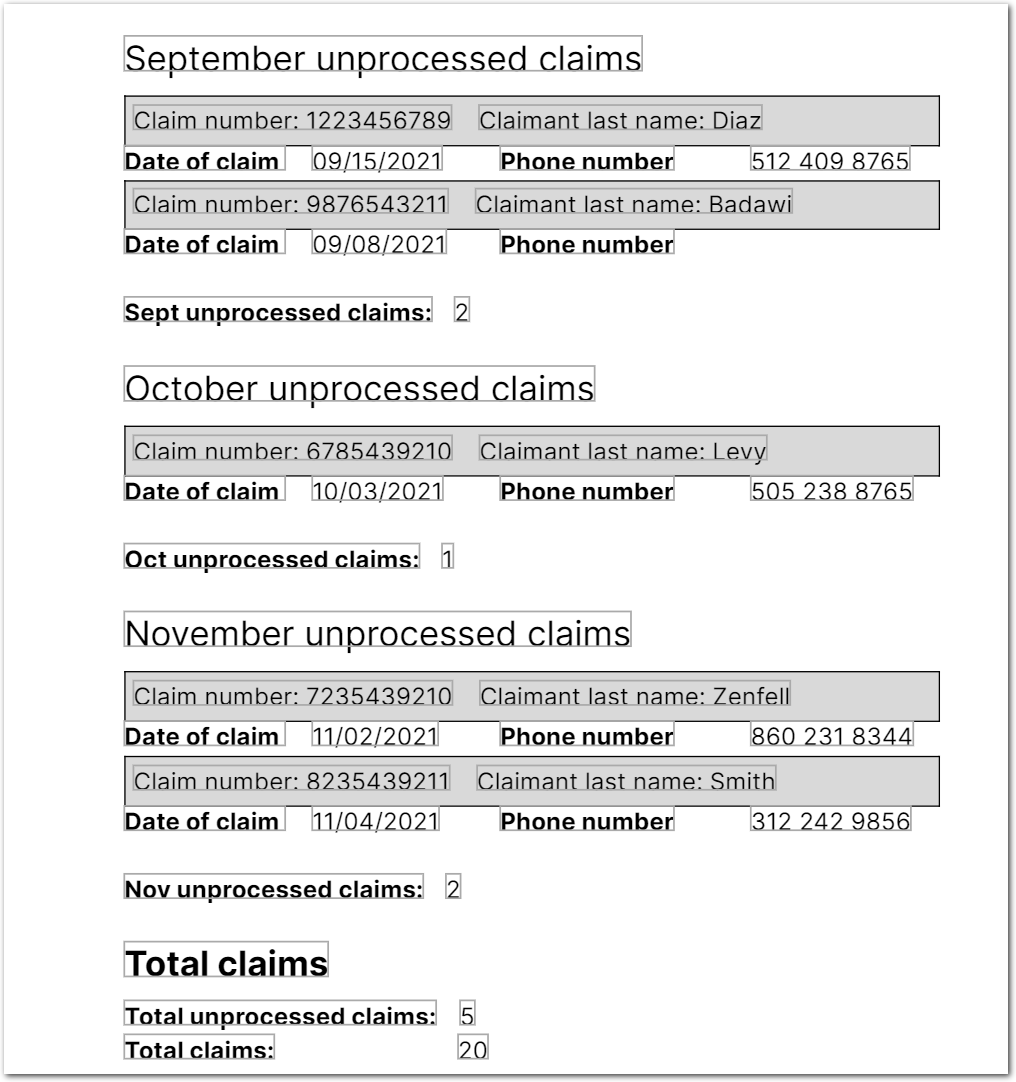 September unprocessed claims
Claim number: 1223456789 Claimant last name: Diaz
Date of claim 09/15/2021 Phone number 512 409 8765
Claim number: 9876543211 Claimant last name: Badawi
Date of claim 09/08/2021 Phone number
Sept unprocessed claims: 2
October unprocessed claims
Claim number: 6785439210 Claimant last name: Levy
Date of claim 10/03/2021 Phone number 505 238 8765
Oct unprocessed claims: 1
November unprocessed claims
Claim number: 7235439210 Claimant last name: Zenfell
Date of claim 11/02/2021 Phone number 860 231 8344
Claim number: 8235439211 Claimant last name: Smith
Date of claim 11/04/2021 Phone number 312 242 9856
Nov unprocessed claims: 2
Total claims
Total unprocessed claims: 5
Total claims: 20